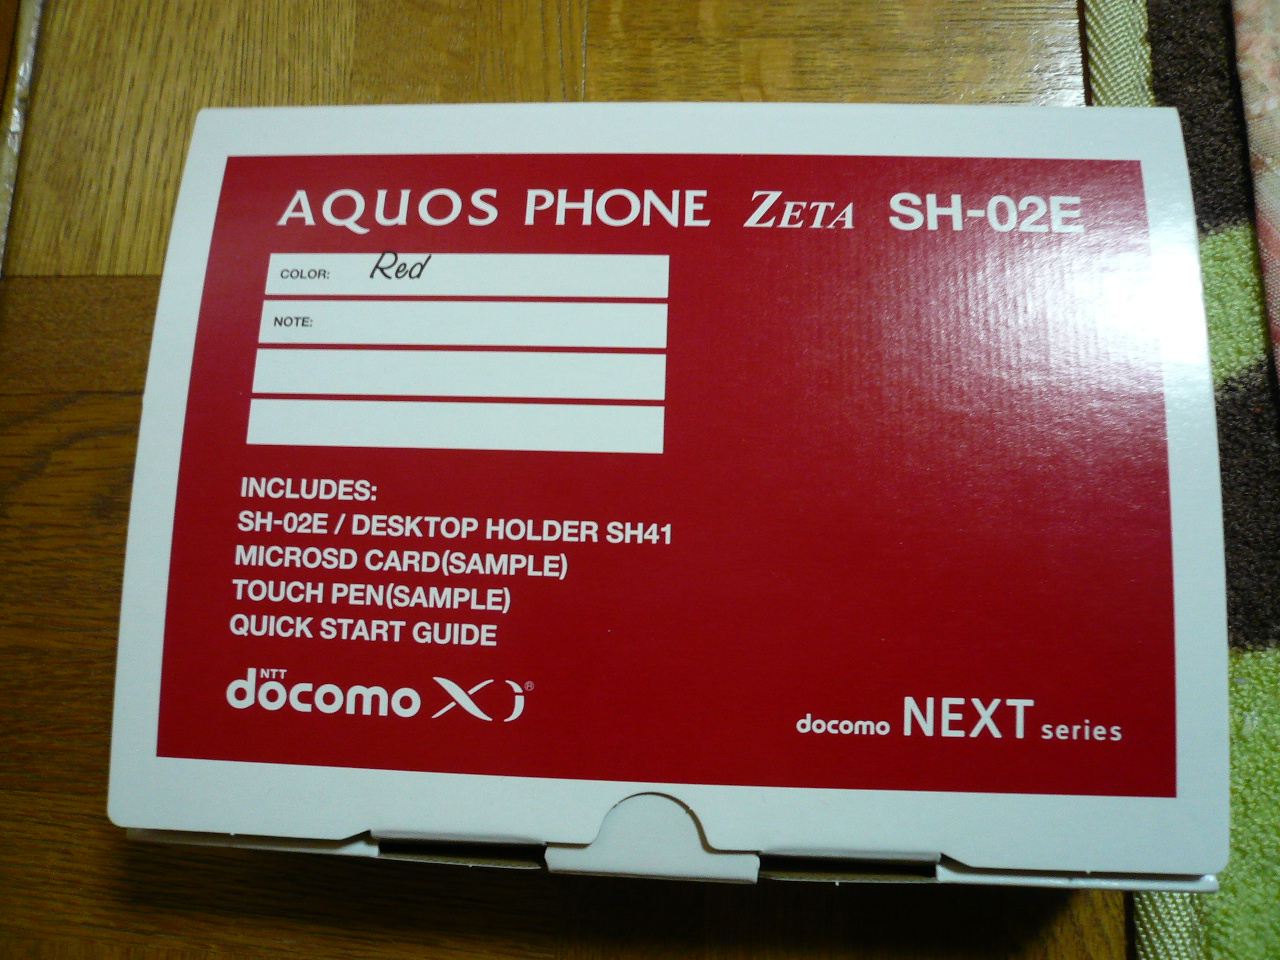 AQUOS PHONE ZETA SH-02E
COLOR: Red
NOTE:
INCLUDES:
SH-02E / DESKTOP HOLDER SH41
MICROSD CARD(SAMPLE)
TOUCH PEN(SAMPLE)
QUICK START GUIDE
NTT
docomo Xi®
docomo NEXT series